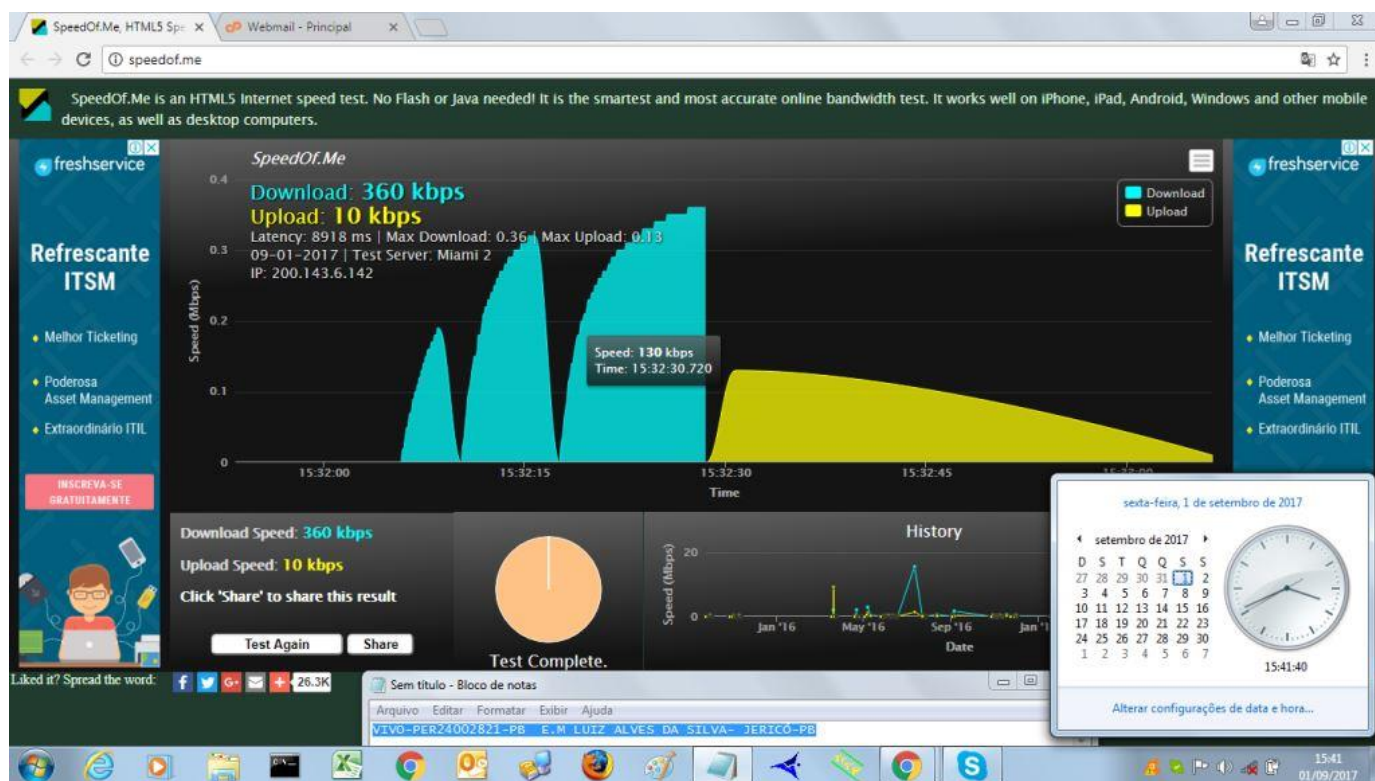 SpeedOf.Me, HTML5 Spe
Webmail - Principal
speedof.me
SpeedOf.Me is an HTML5 Internet speed test. No Flash or Java needed! It is the smartest and most accurate online bandwidth test. It works well on iPhone, iPad, Android, Windows and other mobile
devices, as well as desktop computers.
freshservice
Refrescante
ITSM
Melhor Ticketing
Poderosa
Asset Management
Extraordinário ITIL
INSCREVA-SE
GRATUITAMENTE
SpeedOf.Me
Download: 360 kbps
Upload: 10 kbps
Latency: 8918 ms | Max Download: 0.36 | Max Upload: 0.13
09-01-2017 | Test Server: Miami 2
IP: 200.143.6.142
Download
Upload
0.4
0.3
0.2
0.1
0
Speed (Mbps)
Speed: 130 kbps
Time: 15:32:30.720
15:32:00
15:32:15
15:32:30
15:32:45
Time
freshservice
Refrescante
ITSM
Melhor Ticketing
Poderosa
Asset Management
Extraordinário ITIL
Download Speed: 360 kbps
Upload Speed: 10 kbps
Click 'Share' to share this result
Test Again
Share
Test Complete.
History
Speed (Mbps)
20
0
Jan '16
May '16
Sep '16
Jan '1
Date
sexta-feira, 1 de setembro de 2017
setembro de 2017
D S T Q Q S S
27 28 29 30 31 1 2
3 4 5 6 7 8 9
10 11 12 13 14 15 16
17 18 19 20 21 22 23
24 25 26 27 28 29 30
1 2 3 4 5 6 7
15:41:40
Alterar configurações de data e hora...
Liked it? Spread the word:
26.3K
Sem título - Bloco de notas
Arquivo Editar Formatar Exibir Ajuda
VIVO-PER24002821-PB E.M LUIZ ALVES DA SILVA- JERICÓ-PB
15:41
01/09/2017